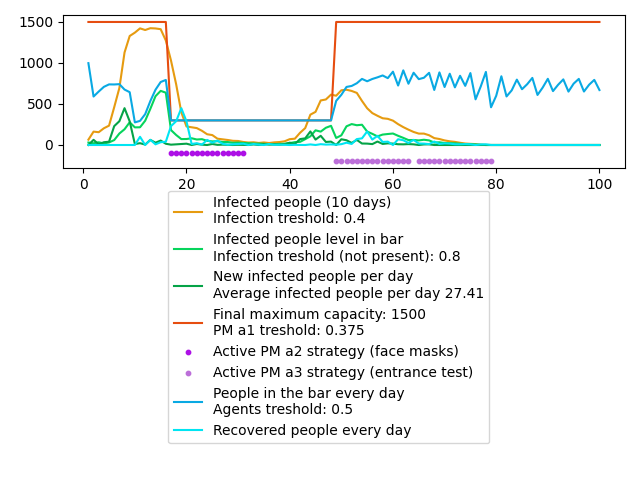 1500
1000
500
0
0 20 40 60 80 100
Infected people (10 days)
Infection treshold: 0.4
Infected people level in bar
Infection treshold (not present): 0.8
New infected people per day
Average infected people per day 27.41
Final maximum capacity: 1500
PM a1 treshold: 0.375
Active PM a2 strategy (face masks)
Active PM a3 strategy (entrance test)
People in the bar every day
Agents treshold: 0.5
Recovered people every day